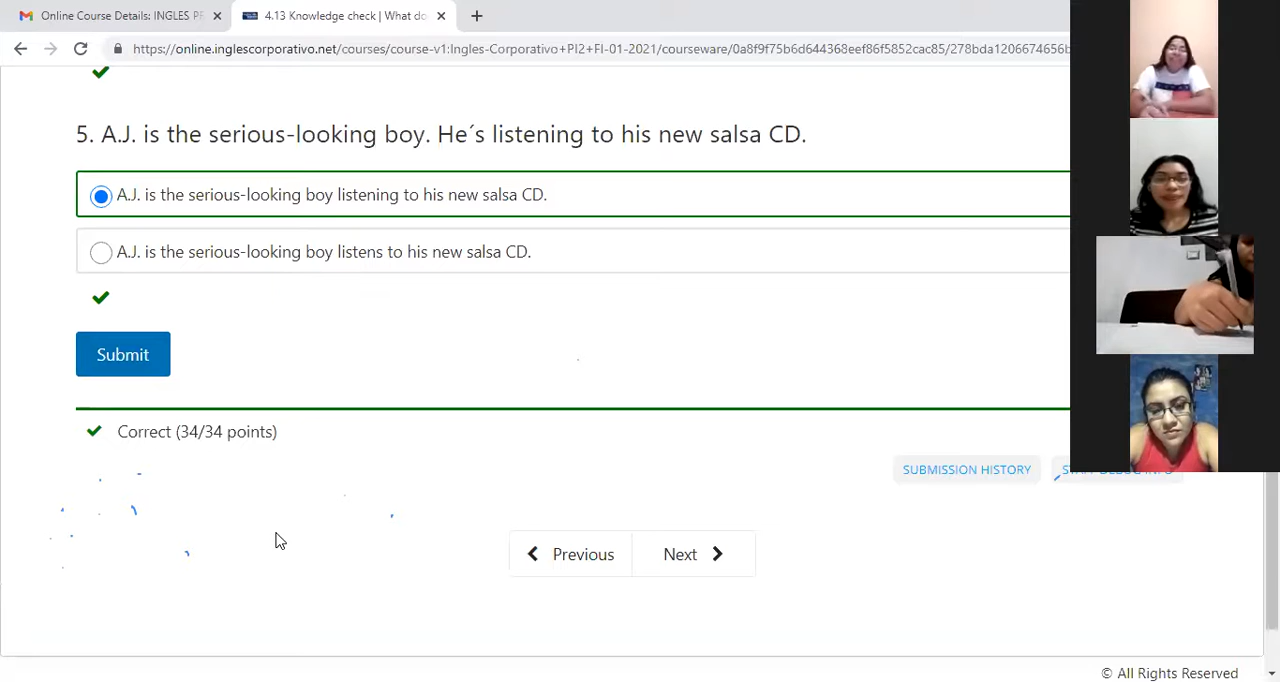 Online Course Details: INGLES PR
4.13 Knowledge check | What do
https://online.inglescorporativo.net/courses/course-v1:Ingles-Corporativo+PI2+FI-01-2021/courseware/0a8f9f75b6d644368eef86f5852cac85/278bda1206674656b
5. A.J. is the serious-looking boy. He´s listening to his new salsa CD.
A.J. is the serious-looking boy listening to his new salsa CD.
A.J. is the serious-looking boy listens to his new salsa CD.
Submit
Correct (34/34 points)
SUBMISSION HISTORY
Previous
Next
© All Rights Reserved